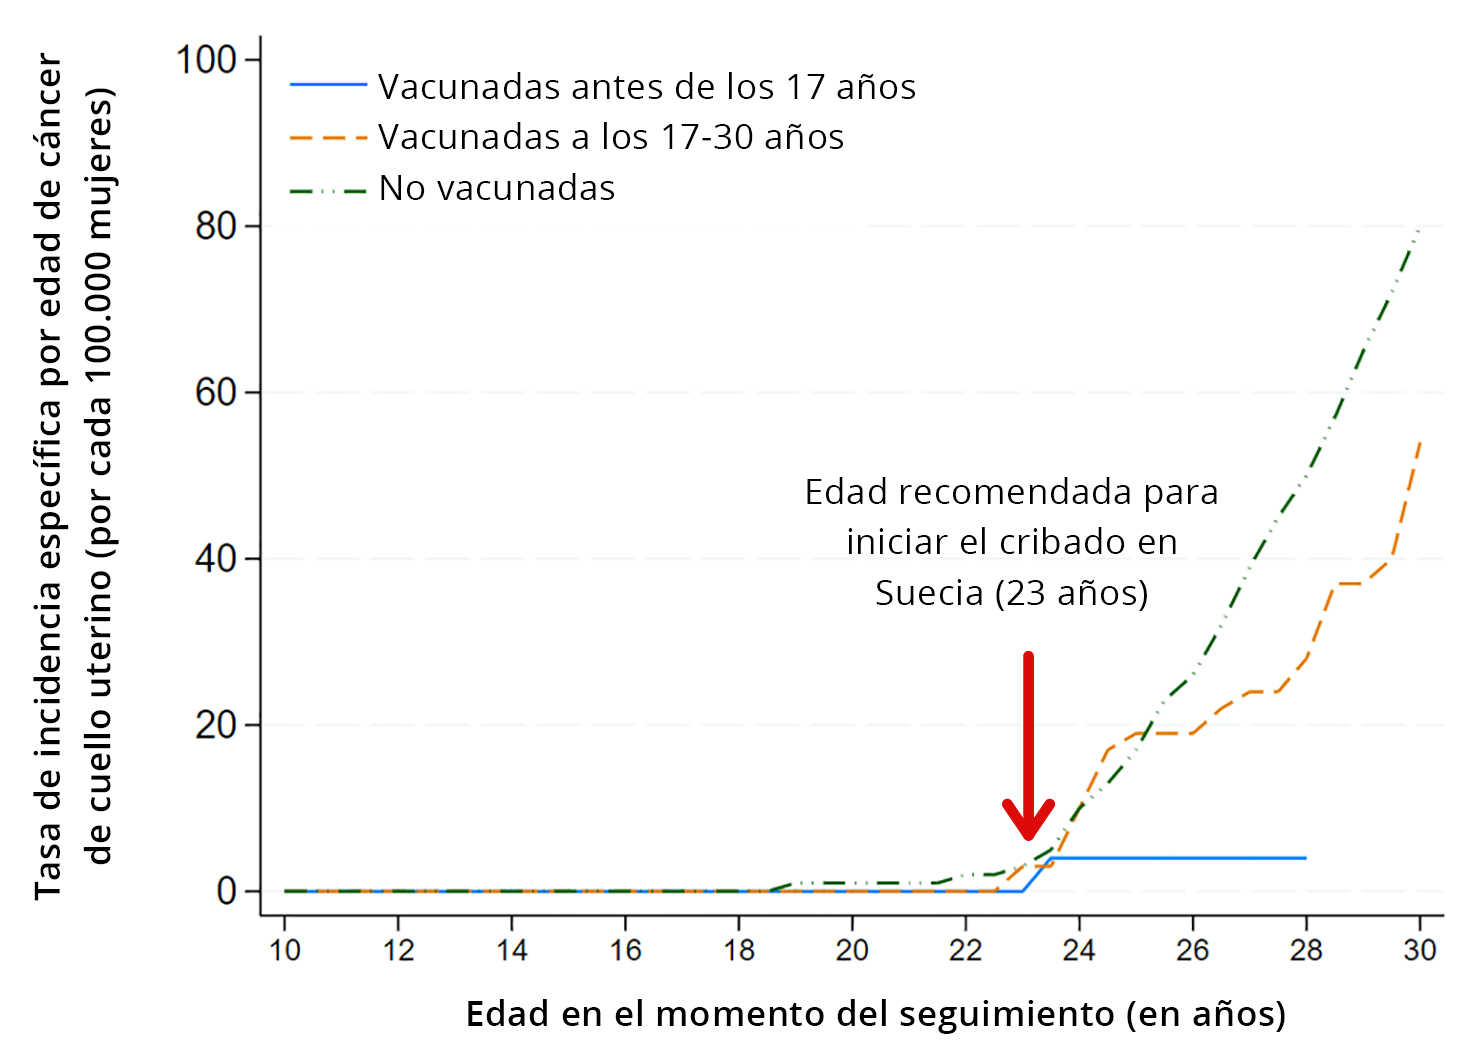 Tasa de incidencia específica por edad de cáncer
de cuello uterino (por cada 100.000 mujeres)
100
80
60
40
20
0
Vacunadas antes de los 17 años
Vacunadas a los 17-30 años
No vacunadas
Edad recomendada para
iniciar el cribado en
Suecia (23 años)
10 12 14 16 18 20 22 24 26 28 30
Edad en el momento del seguimiento (en años)